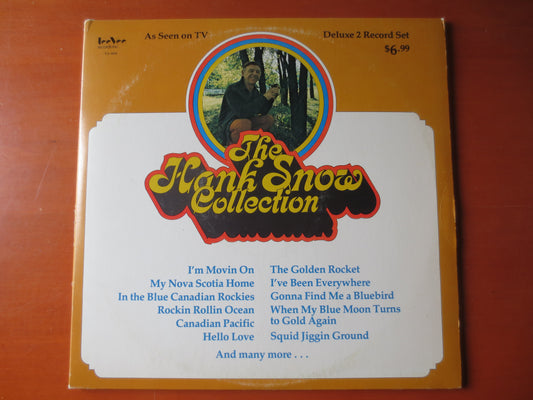 TeeVee
As Seen on TV
Deluxe 2 Record Set
$6.99
The
Hank Snow
Collection
I'm Movin On
My Nova Scotia Home
In the Blue Canadian Rockies
Rockin Rollin Ocean
Canadian Pacific
Hello Love
The Golden Rocket
I've Been Everywhere
Gonna Find Me a Bluebird
When My Blue Moon Turns
to Gold Again
Squid Jiggin Ground
And many more . . .